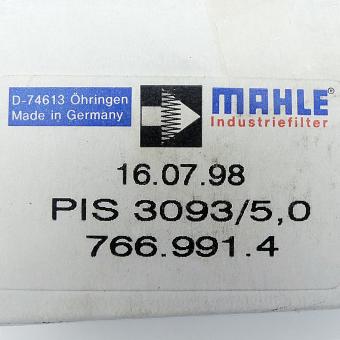 D-74613 Öhringen
Made in Germany
MAHLE®
Industriefilter
16.07.98
PIS 3093/5,0
766.991.4